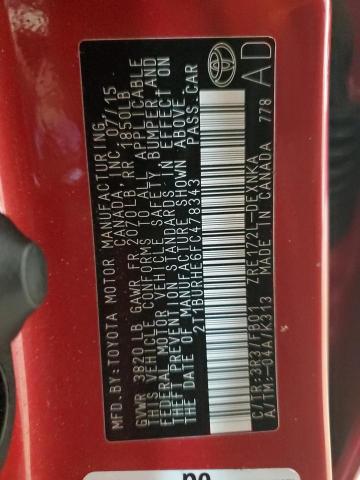 MFD.BY:TOYOTA MOTOR MANUFACTURING
CANADA, INC. 07/15
GVWR 3820LB GAWR FR 2070LB RR 1850LB
THIS VEHICLE CONFORMS TO ALL APPLICABLE
FEDERAL MOTOR VEHICLE SAFETY, BUMPER, AND
THEFT PREVENTION STANDARDS IN EFFECT ON
THE DATE OF MANUFACTURE SHOWN ABOVE.
2T1BURHE6FC478343 PASS.CAR
C/TR:3R3/FB01 ZRE172L-DEXNKA AD
A/TM:-04A/K313 MADE IN CANADA 778